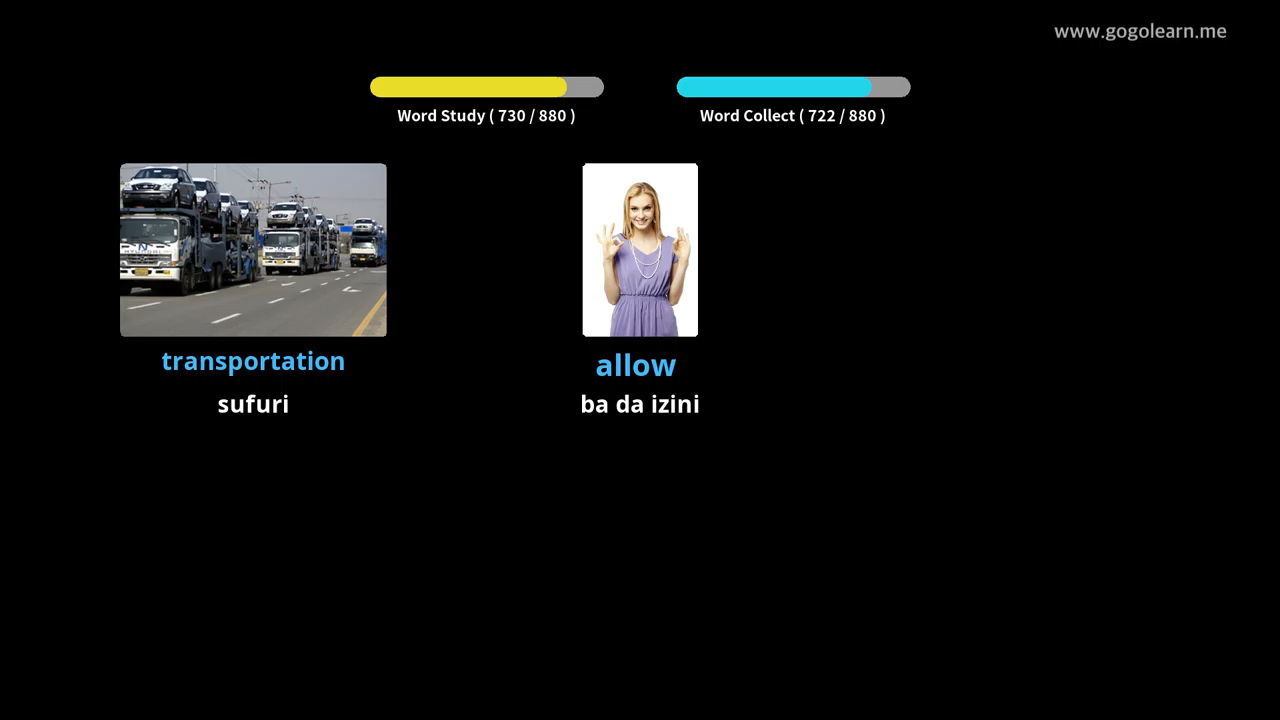 www.gogolearn.me
Word Study ( 730 / 880 )
Word Collect ( 722 / 880 )
transportation
allow
sufuri
ba da izini